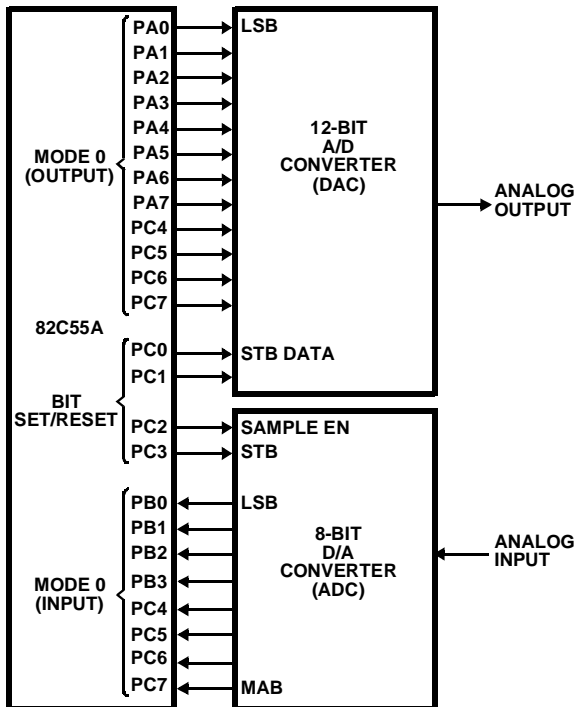 PA0
PA1
PA2
PA3
PA4
PA5
PA6
PA7
PC4
PC5
PC6
PC7
MODE 0
(OUTPUT)
LSB
12-BIT
A/D
CONVERTER
(DAC)
ANALOG
OUTPUT
82C55A
PC0
PC1
PC2
PC3
BIT
SET/RESET
STB DATA
SAMPLE EN
STB
PB0
PB1
PB2
PB3
PC4
PC5
PC6
PC7
MODE 0
(INPUT)
LSB
8-BIT
D/A
CONVERTER
(ADC)
MAB
ANALOG
INPUT